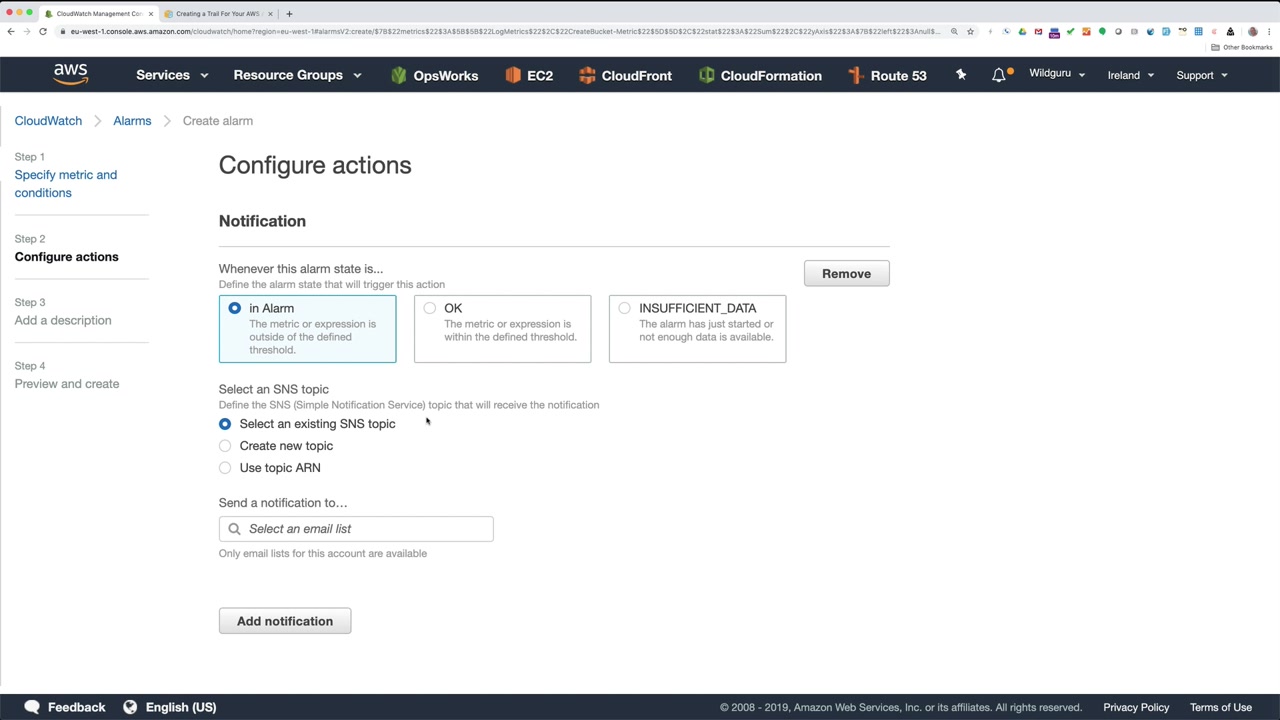 CloudWatch Management Con
Creating a Trail For Your AWS
eu-west-1.console.aws.amazon.com/cloudwatch/home?region=eu-west-1#alarmsV2:create/$7B$22metrics$22$3A$5B$5B$22LogMetrics$22$2C$22CreateBucket-Metric$22$5D$5D$2C$22stat$22$3A$22Sum$22$2C$22yAxis$22$3A$7B$22left$22$3Anull$...
Other Bookmarks
aws
Services
Resource Groups
OpsWorks
EC2
CloudFront
CloudFormation
Route 53
Wildguru
Ireland
Support
CloudWatch
Alarms
Create alarm
Step 1
Specify metric and
conditions
Step 2
Configure actions
Step 3
Add a description
Step 4
Preview and create
Configure actions
Notification
Whenever this alarm state is...
Define the alarm state that will trigger this action
Remove
in Alarm
The metric or expression is
outside of the defined
threshold.
OK
The metric or expression is
within the defined threshold.
INSUFFICIENT_DATA
The alarm has just started or
not enough data is available.
Select an SNS topic
Define the SNS (Simple Notification Service) topic that will receive the notification
Select an existing SNS topic
Create new topic
Use topic ARN
Send a notification to…
Select an email list
Only email lists for this account are available
Add notification
Feedback
English (US)
© 2008 - 2019, Amazon Web Services, Inc. or its affiliates. All rights reserved.
Privacy Policy
Terms of Use